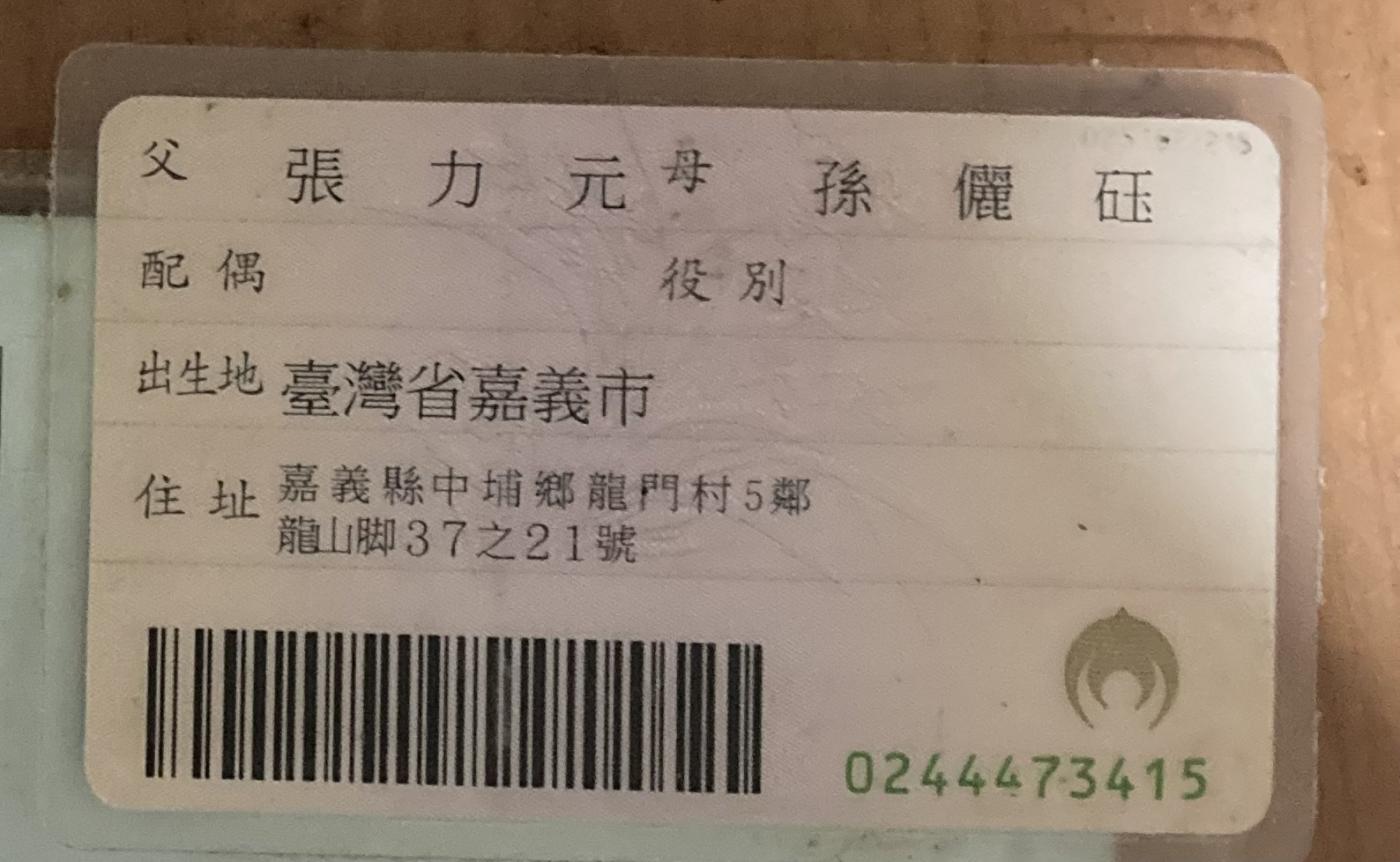 父 張力元 母 孫儷砡
配偶 役別
出生地 臺灣省嘉義市
住址 嘉義縣中埔鄉龍門村5鄰
龍山脚37之21號
0244473415